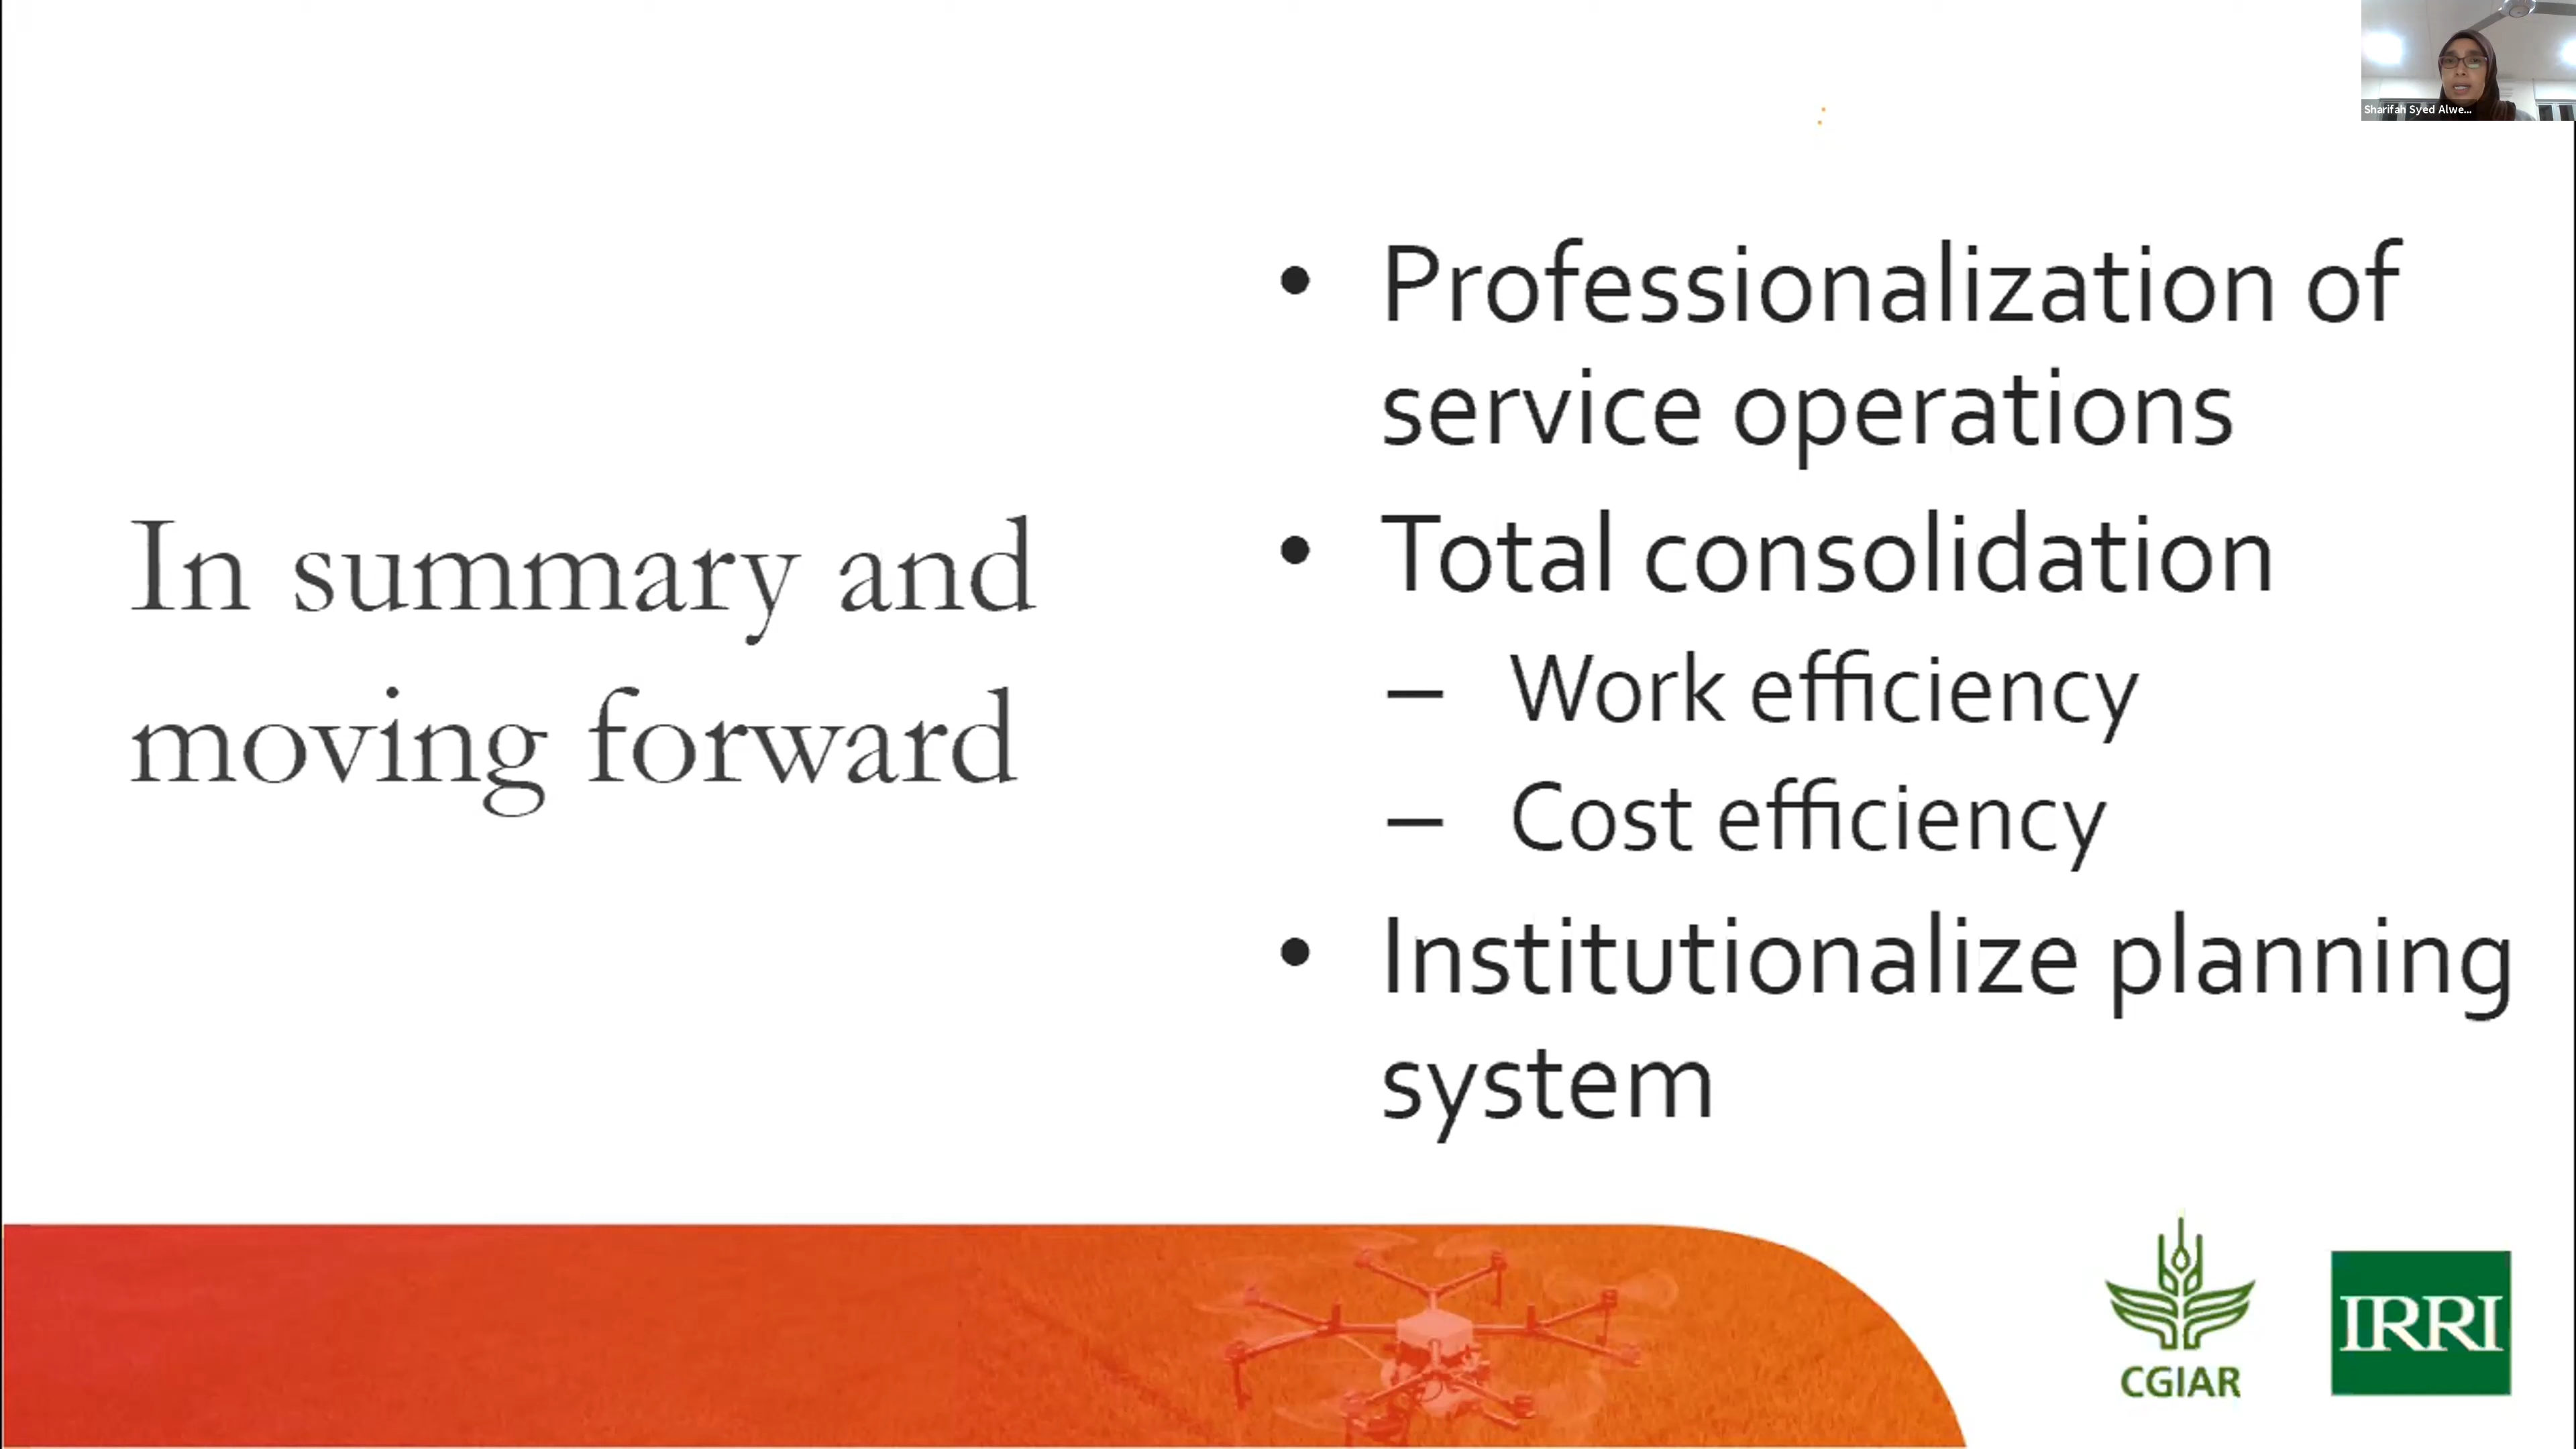 Sharifah Syed Alwe...
In summary and
moving forward
• Professionalization of
service operations
• Total consolidation
– Work efficiency
– Cost efficiency
• Institutionalize planning
system
CGIAR
IRRI